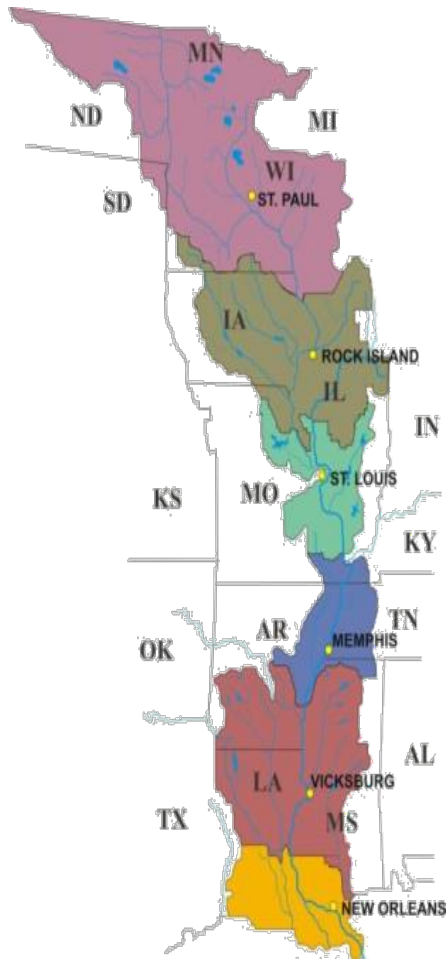 MN
ND
MI
WI
SD
ST. PAUL
IA
ROCK ISLAND
IL
IN
ST. LOUIS
KS
MO
KY
TN
AR
MEMPHIS
OK
AL
LA
VICKSBURG
TX
MS
NEW ORLEANS